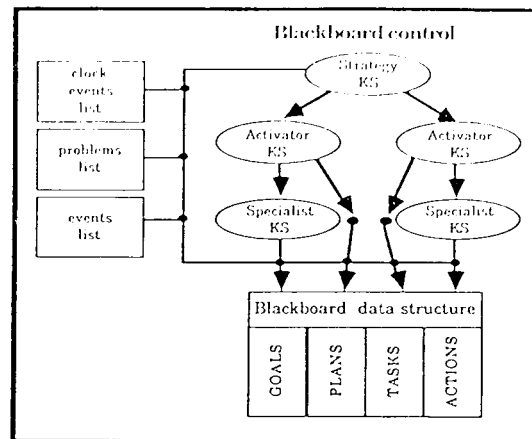 Blackboard control
clock
events
list
problems
list
events
list
Strategy
KS
Activator
KS
Activator
KS
Specialist
KS
Specialist
KS
Blackboard data structure
GOALS
PLANS
TASKS
ACTIONS